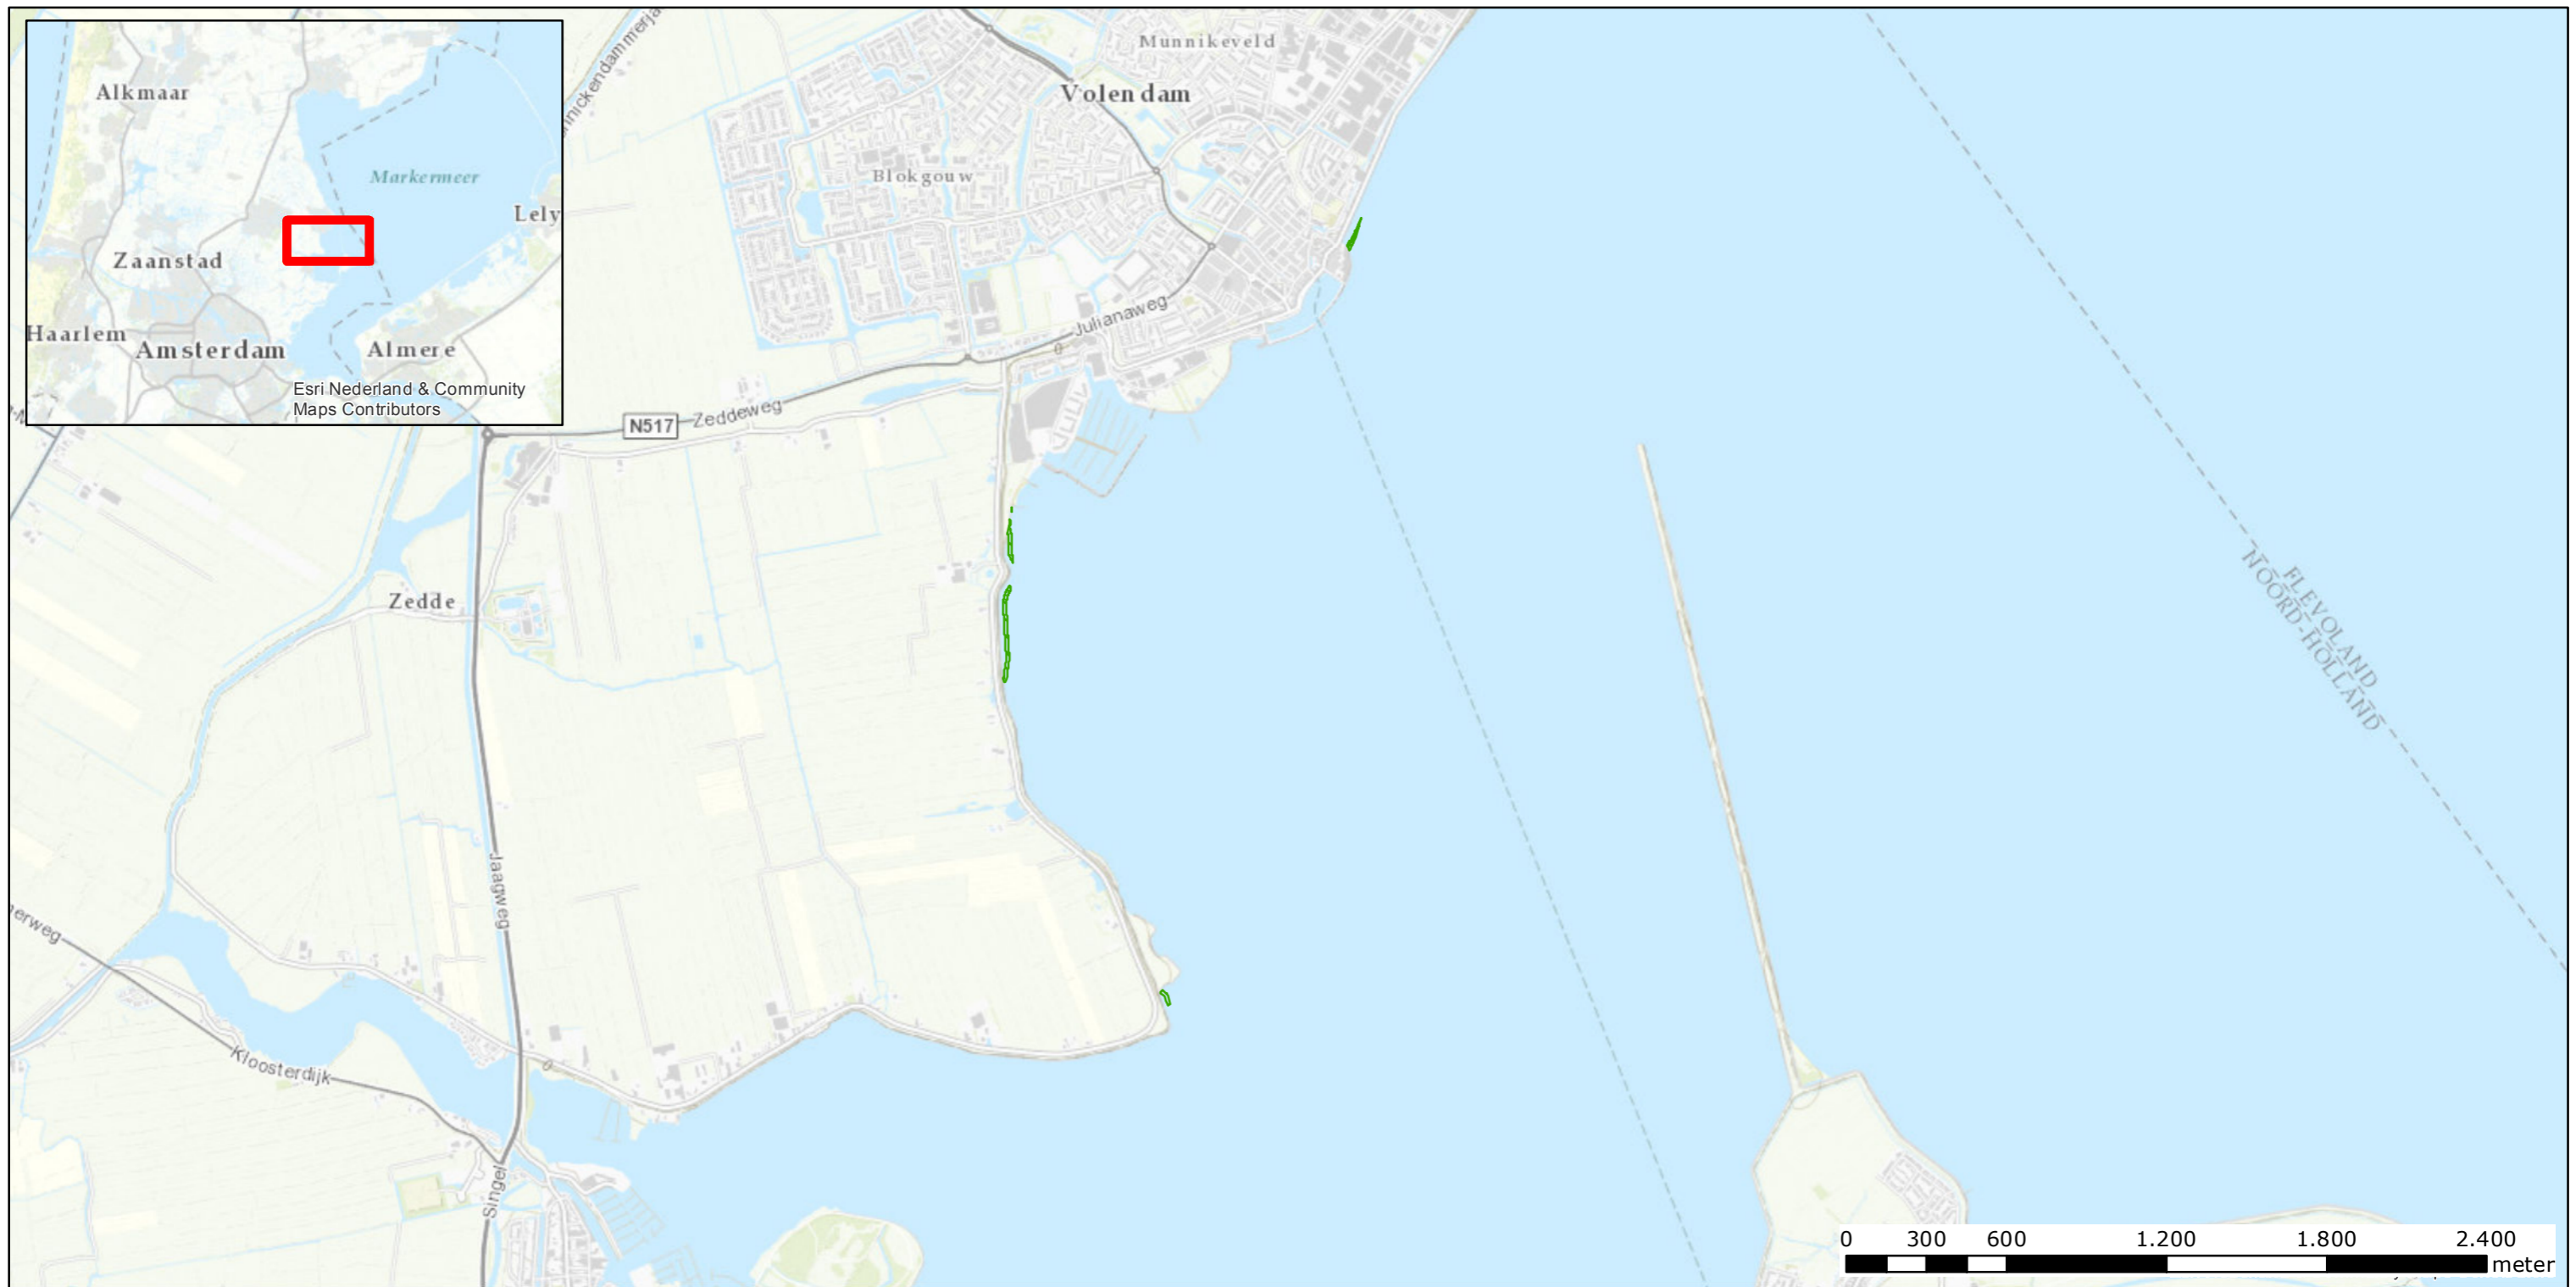 Alkmaar
Markermeer
Lely
Zaanstad
Haarlem
Amsterdam
Almere
Esri Nederland & Community
Maps Contributors
Munnikeveld
Volendam
Blokgouw
Julianaweg
N517
Zeddeweg
Zedde
FLEVOLAND
NOORD-HOLLAND
Jaagweg
erweg
Kloosterdijk
Singel
0 300 600 1.200 1.800 2.400
meter